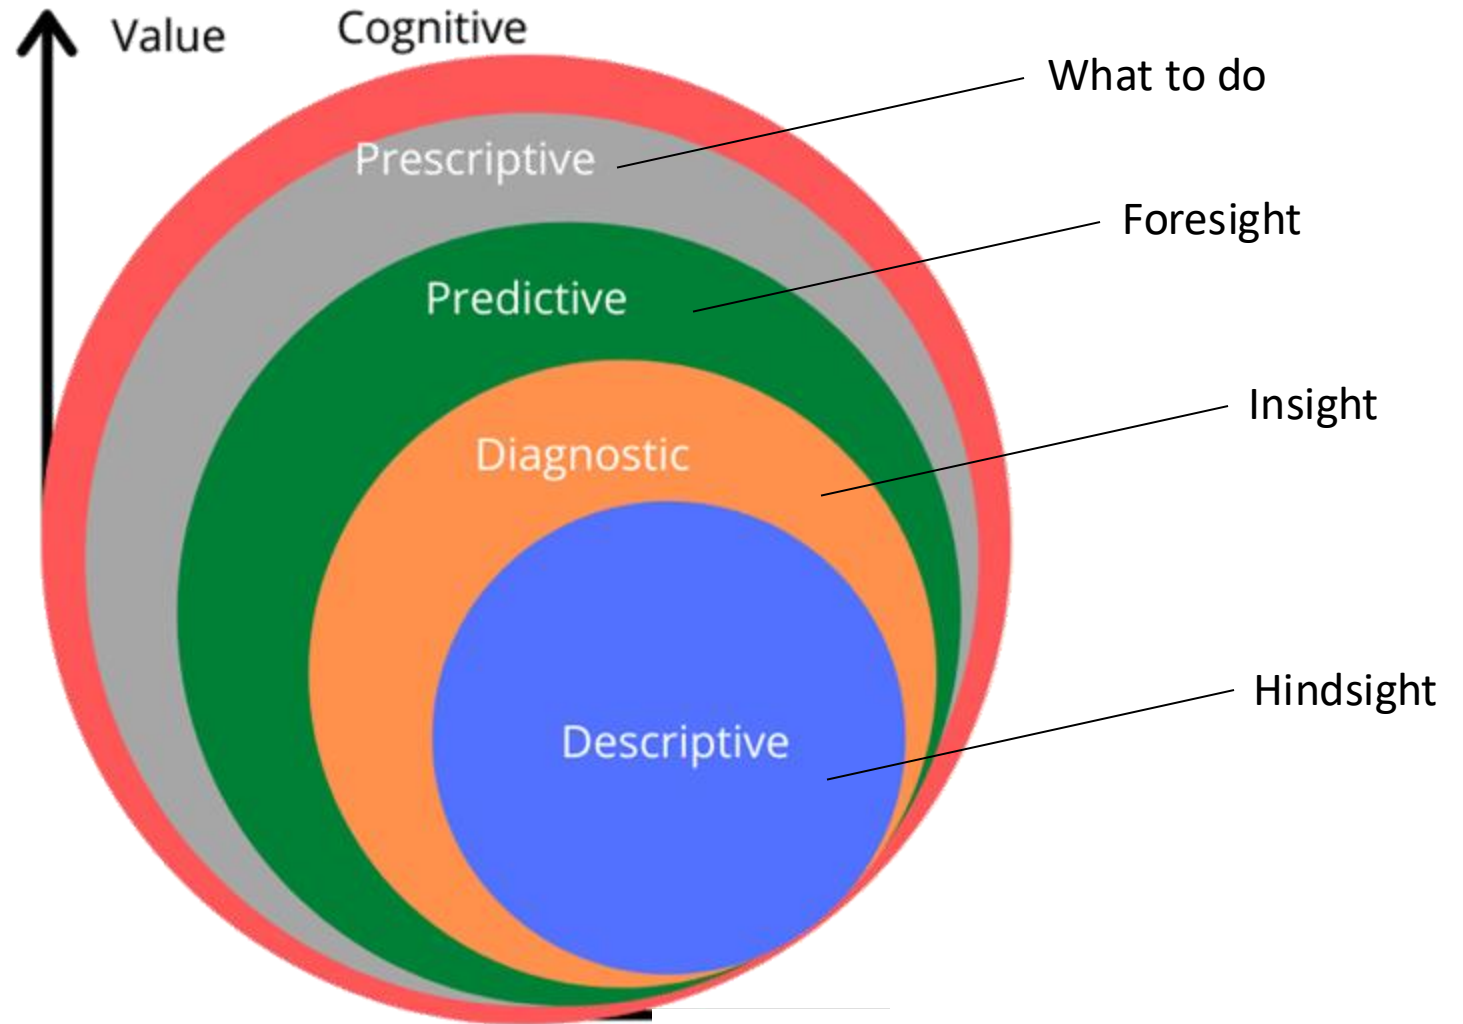 Value
Cognitive
What to do
Prescriptive
Foresight
Predictive
Insight
Diagnostic
Hindsight
Descriptive